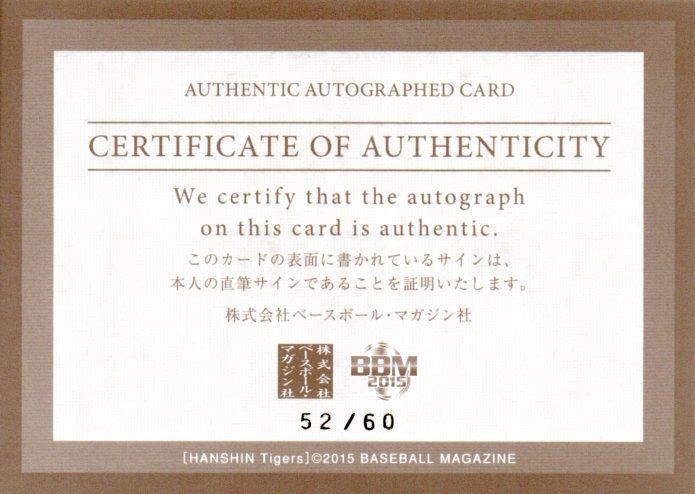 AUTHENTIC AUTOGRAPHED CARD
CERTIFICATE OF AUTHENTICITY
We certify that the autograph
on this card is authentic.
このカードの表面に書かれているサインは、
本人の直筆サインであることを証明いたします。
株式会社ベースボール・マガジン社
株式会社
ベースボール・
マガジン社
BBM
2015
52/60
[HANSHIN Tigers]©2015 BASEBALL MAGAZINE